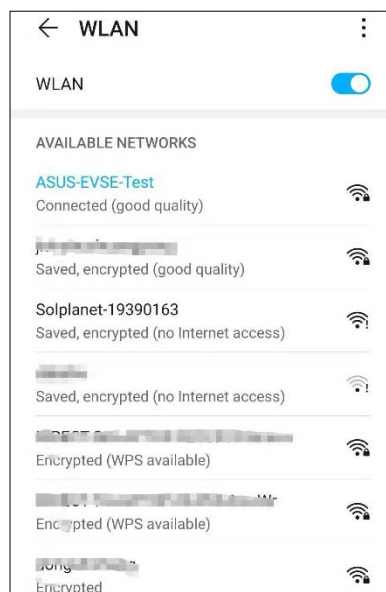 WLAN
WLAN
AVAILABLE NETWORKS
ASUS-EVSE-Test
Connected (good quality)
Saved, encrypted (good quality)
Solplanet-19390163
Saved, encrypted (no Internet access)
Saved, encrypted (no Internet access)
Encrypted (WPS available)
Encrypted (WPS available)
Encrypted